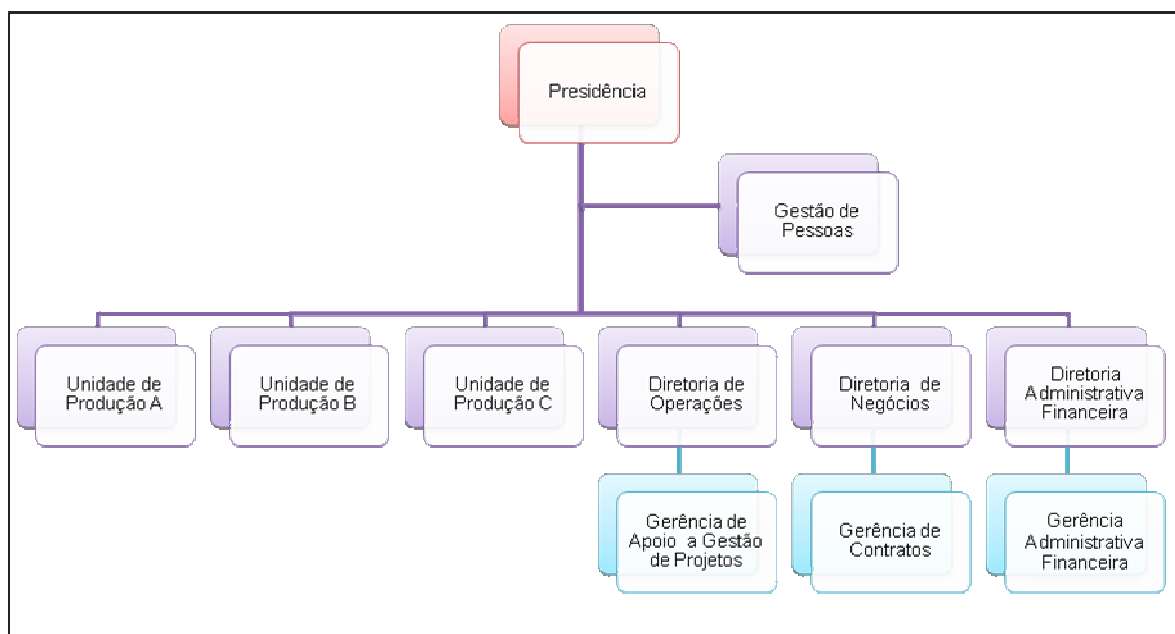 Presidência
Gestão de
Pessoas
Unidade de
Produção A
Unidade de
Produção B
Unidade de
Produção C
Diretoria de
Operações
Diretoria de
Negócios
Diretoria
Administrativa
Financeira
Gerência de
Apoio a Gestão
de Projetos
Gerência de
Contratos
Gerência
Administrativa
Financeira